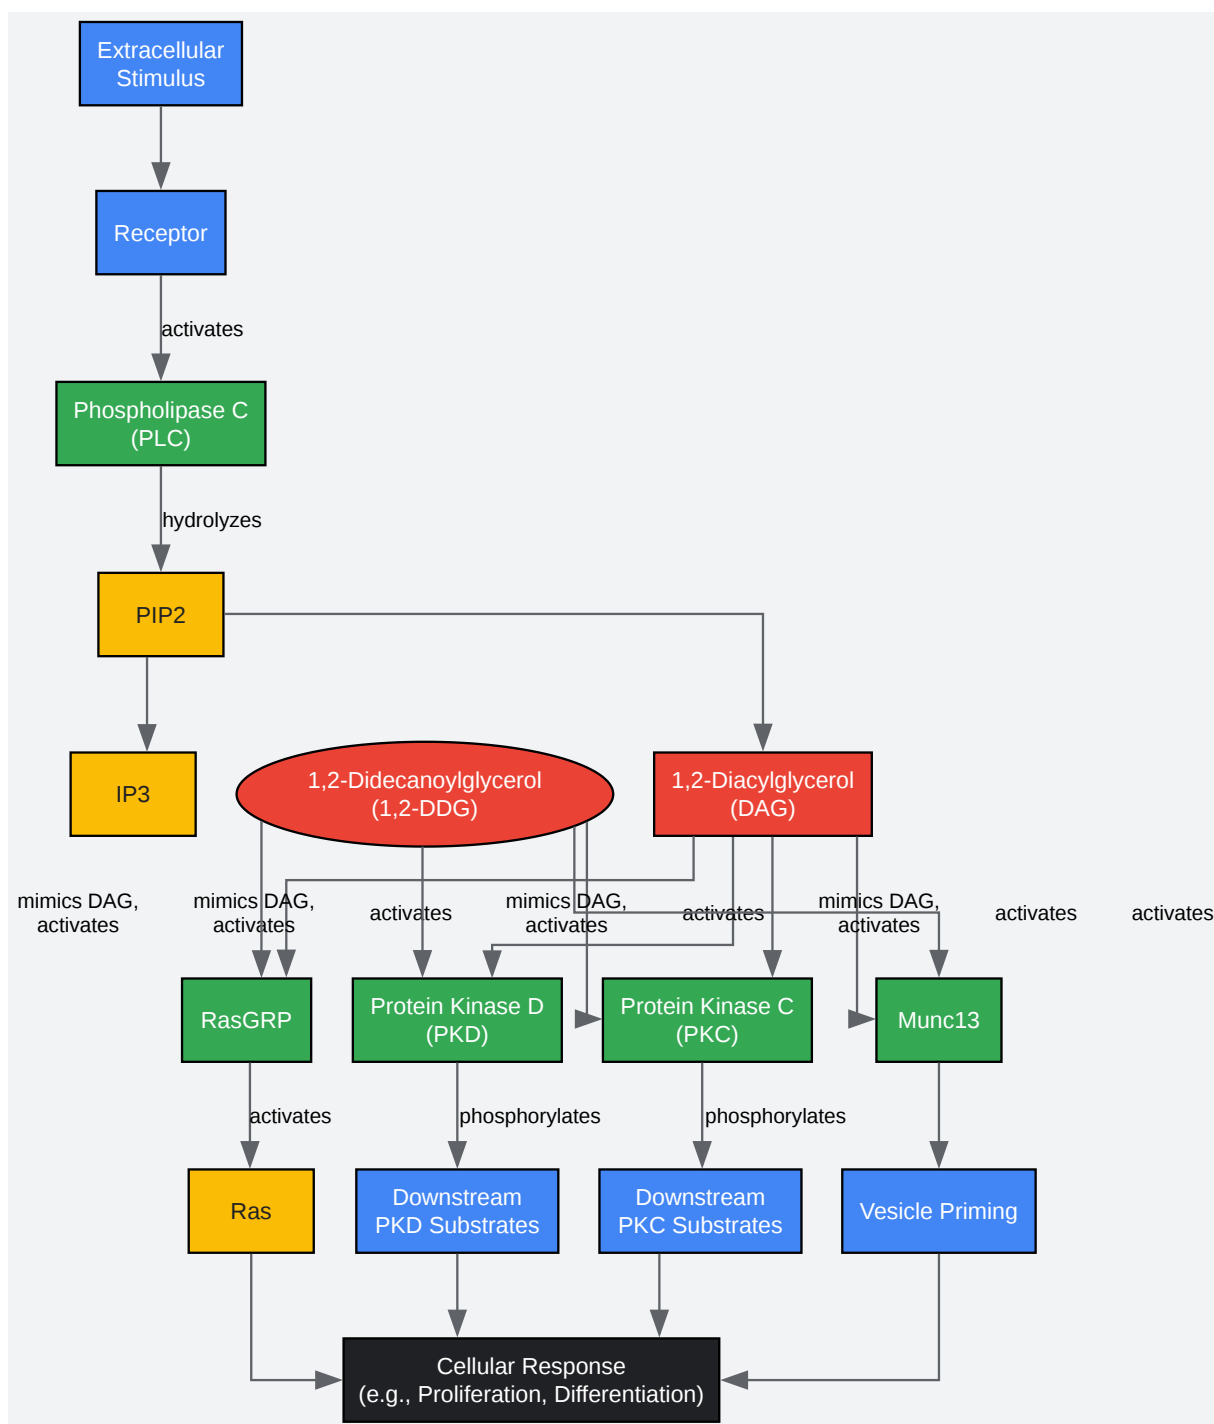 Extracellular
Stimulus
Receptor
activates
Phospholipase C
(PLC)
hydrolyzes
PIP2
IP3
1,2-Didecanoylglycerol
(1,2-DDG)
1,2-Diacylglycerol
(DAG)
mimics DAG,
activates
mimics DAG,
activates
activates
mimics DAG,
activates
activates
mimics DAG,
activates
activates
activates
RasGRP
Protein Kinase D
(PKD)
Protein Kinase C
(PKC)
Munc13
activates
phosphorylates
phosphorylates
Ras
Downstream
PKD Substrates
Downstream
PKC Substrates
Vesicle Priming
Cellular Response
(e.g., Proliferation, Differentiation)